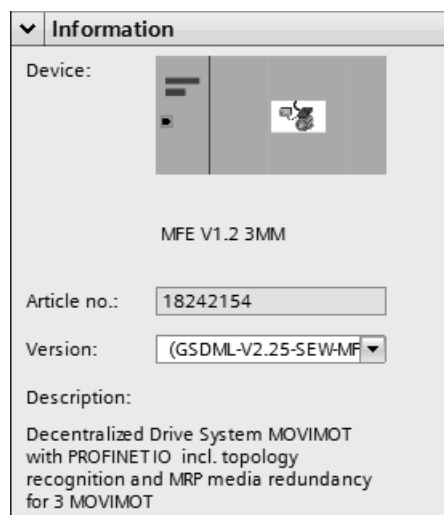 Information
Device:
MFE V1.2 3MM
Article no.: 18242154
Version: (GSDML-V2.25-SEW-MF
Description:
Decentralized Drive System MOVIMOT
with PROFINET IO incl. topology
recognition and MRP media redundancy
for 3 MOVIMOT